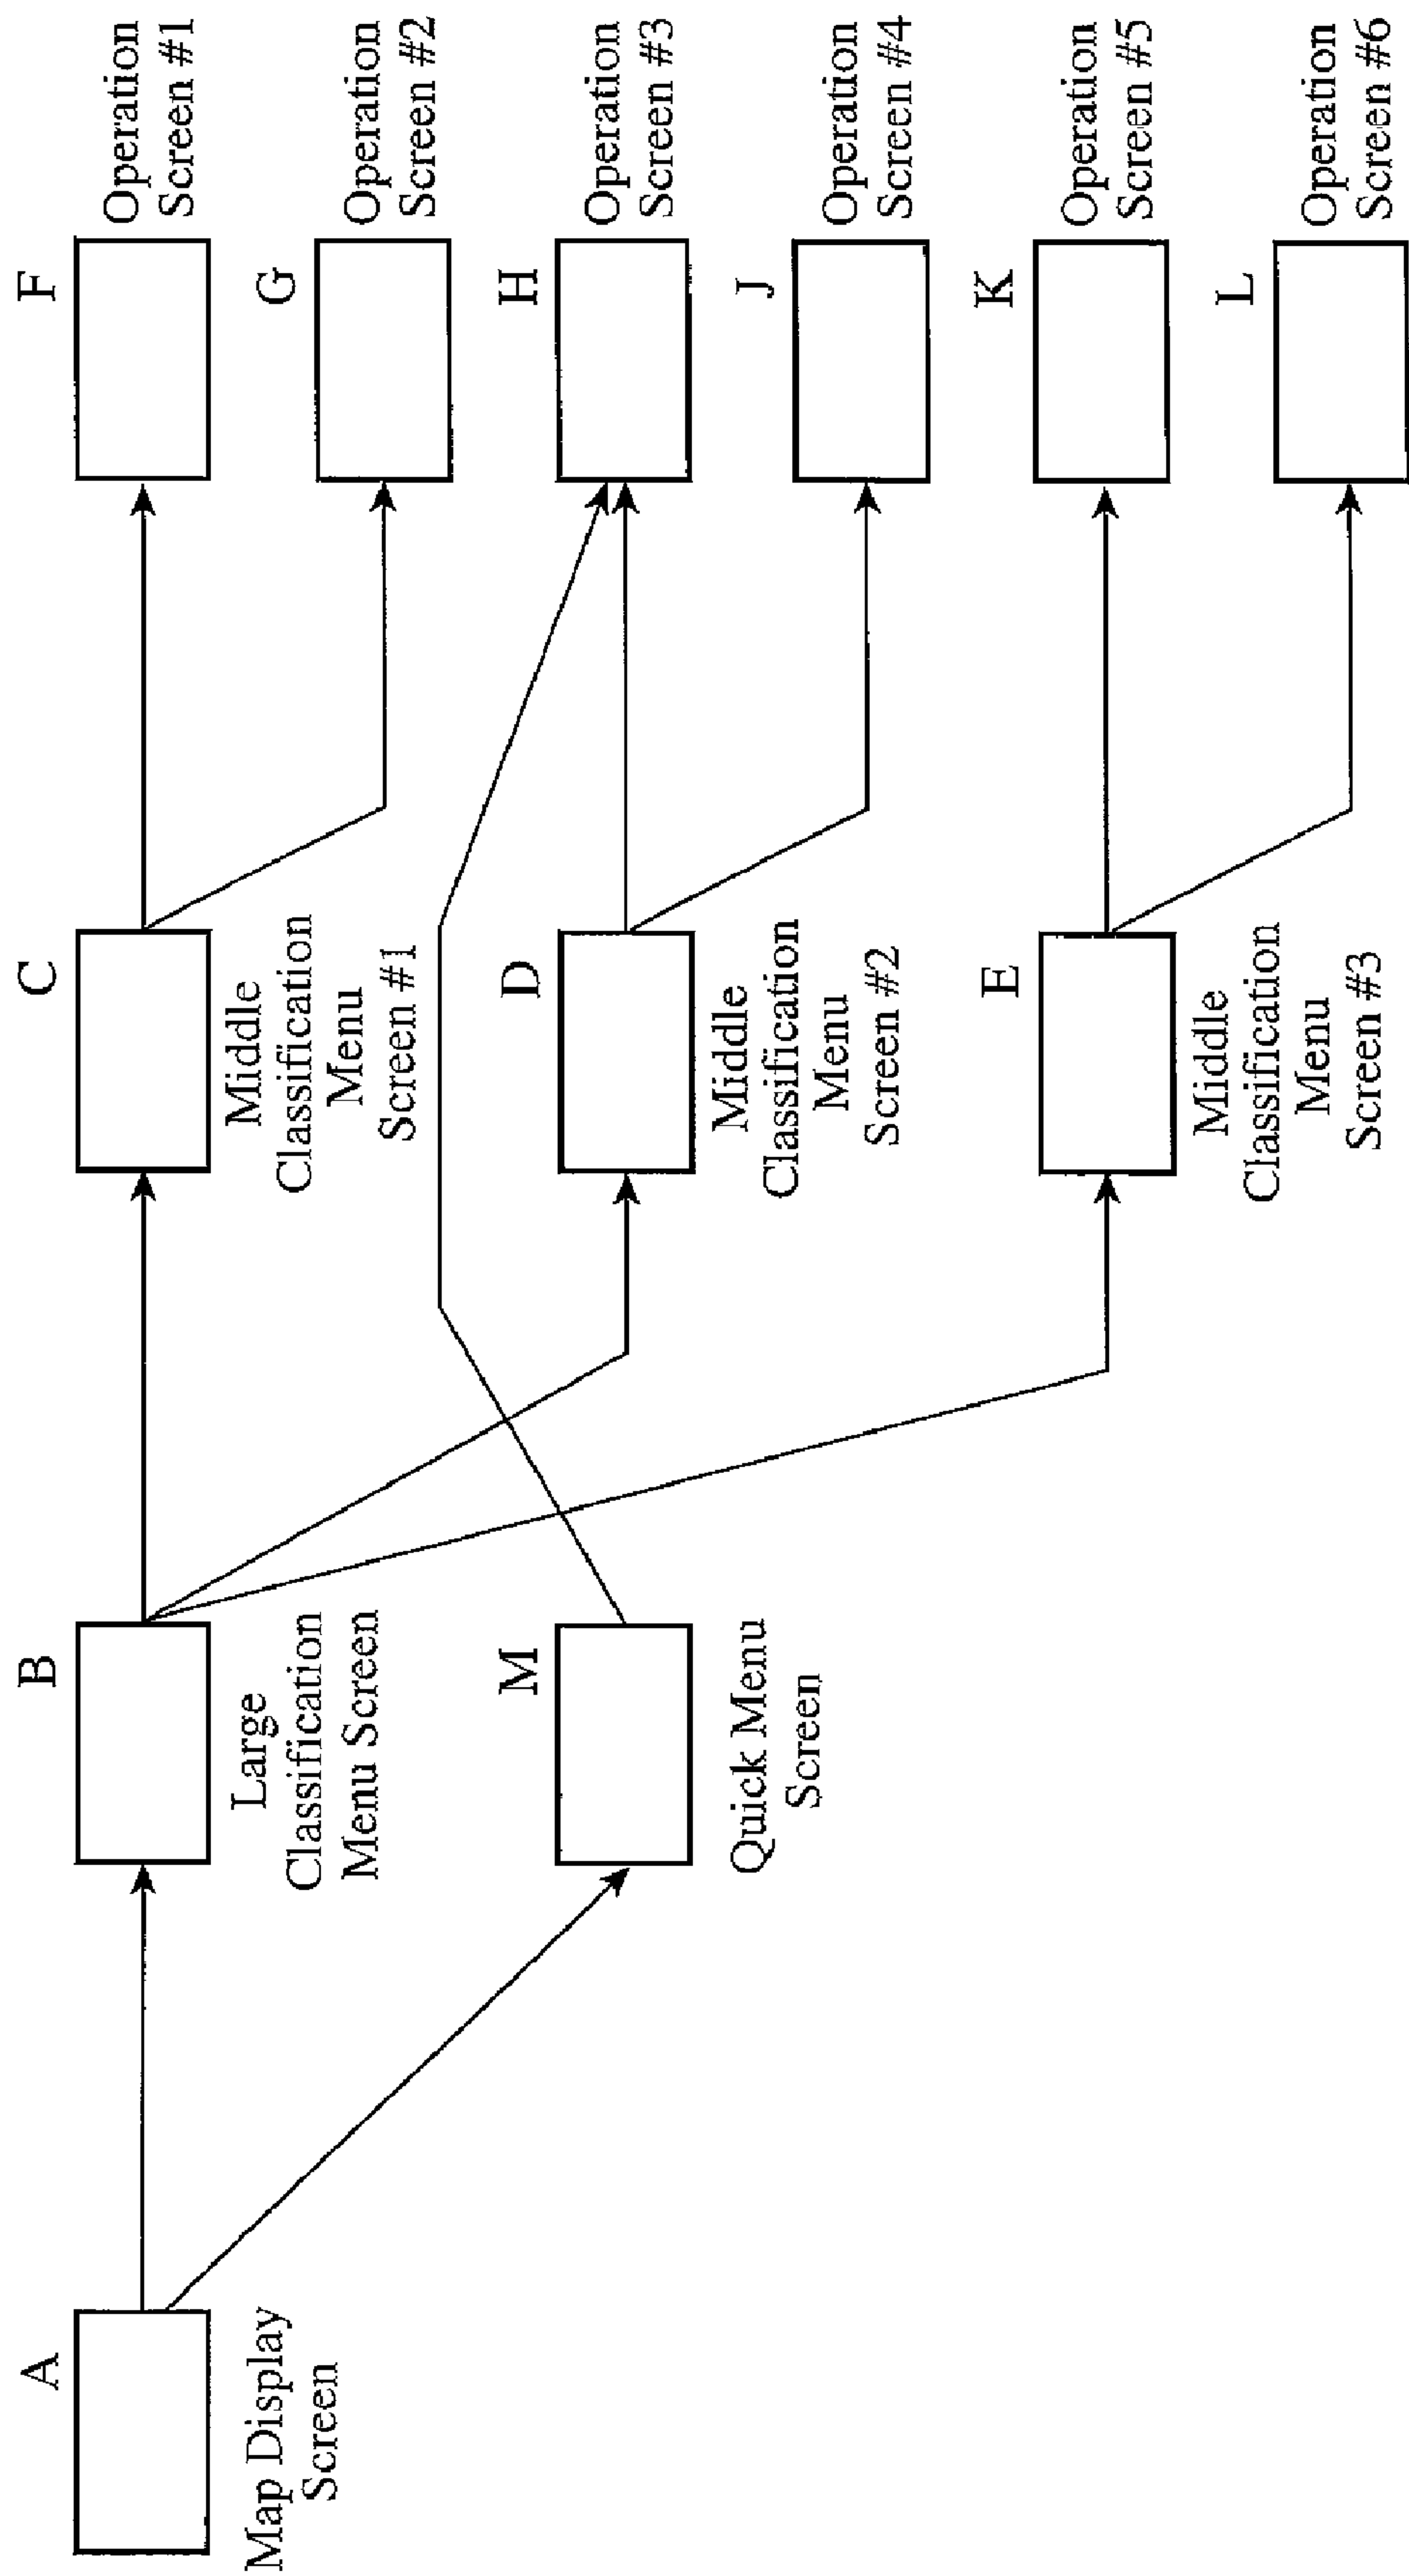 A
Map Display
Screen
B
Large
Classification
Menu Screen
M
Quick Menu
Screen
C
Middle
Classification
Menu
Screen #1
D
Middle
Classification
Menu
Screen #2
E
Middle
Classification
Menu
Screen #3
F
Operation
Screen #1
G
Operation
Screen #2
H
Operation
Screen #3
J
Operation
Screen #4
K
Operation
Screen #5
L
Operation
Screen #6